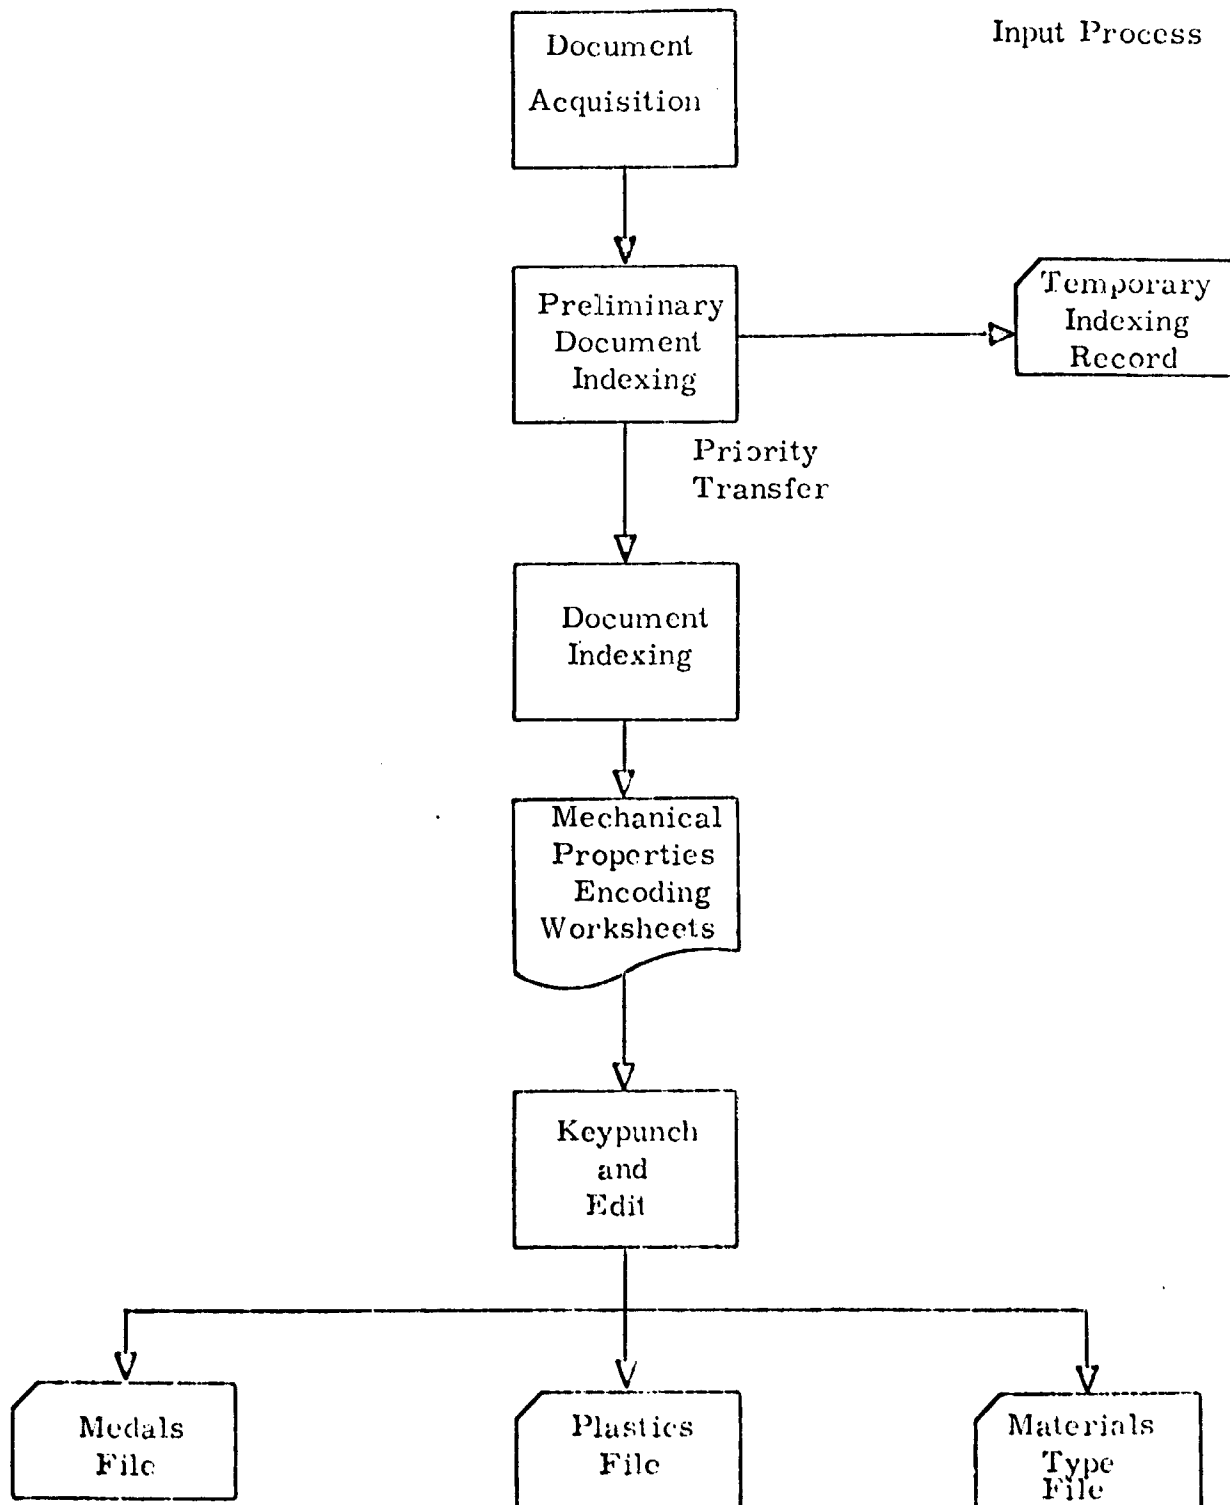 Input Process
Document
Acquisition
Preliminary
Document
Indexing
Temporary
Indexing
Record
Priority
Transfer
Document
Indexing
Mechanical
Properties
Encoding
Worksheets
Keypunch
and
Edit
Medals
File
Plastics
File
Materials
Type
File